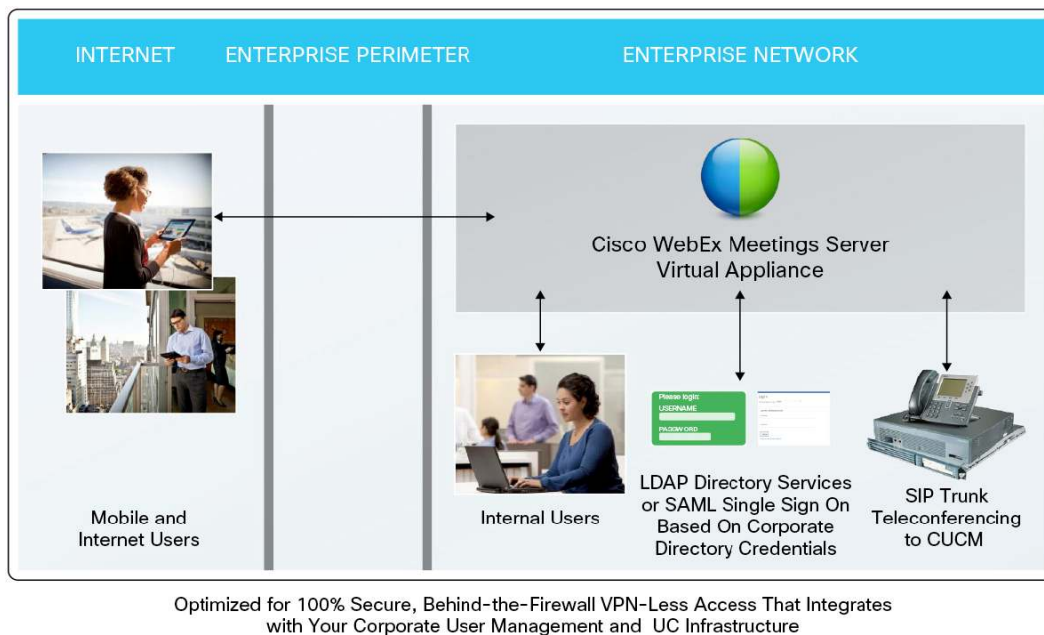 INTERNET
ENTERPRISE PERIMETER
ENTERPRISE NETWORK
Cisco WebEx Meetings Server
Virtual Appliance
Please login:
USERNAME
PASSWORD
Mobile and
Internet Users
Internal Users
LDAP Directory Services
or SAML Single Sign On
Based On Corporate
Directory Credentials
SIP Trunk
Teleconferencing
to CUCM
Optimized for 100% Secure, Behind-the-Firewall VPN-Less Access That Integrates
with Your Corporate User Management and UC Infrastructure